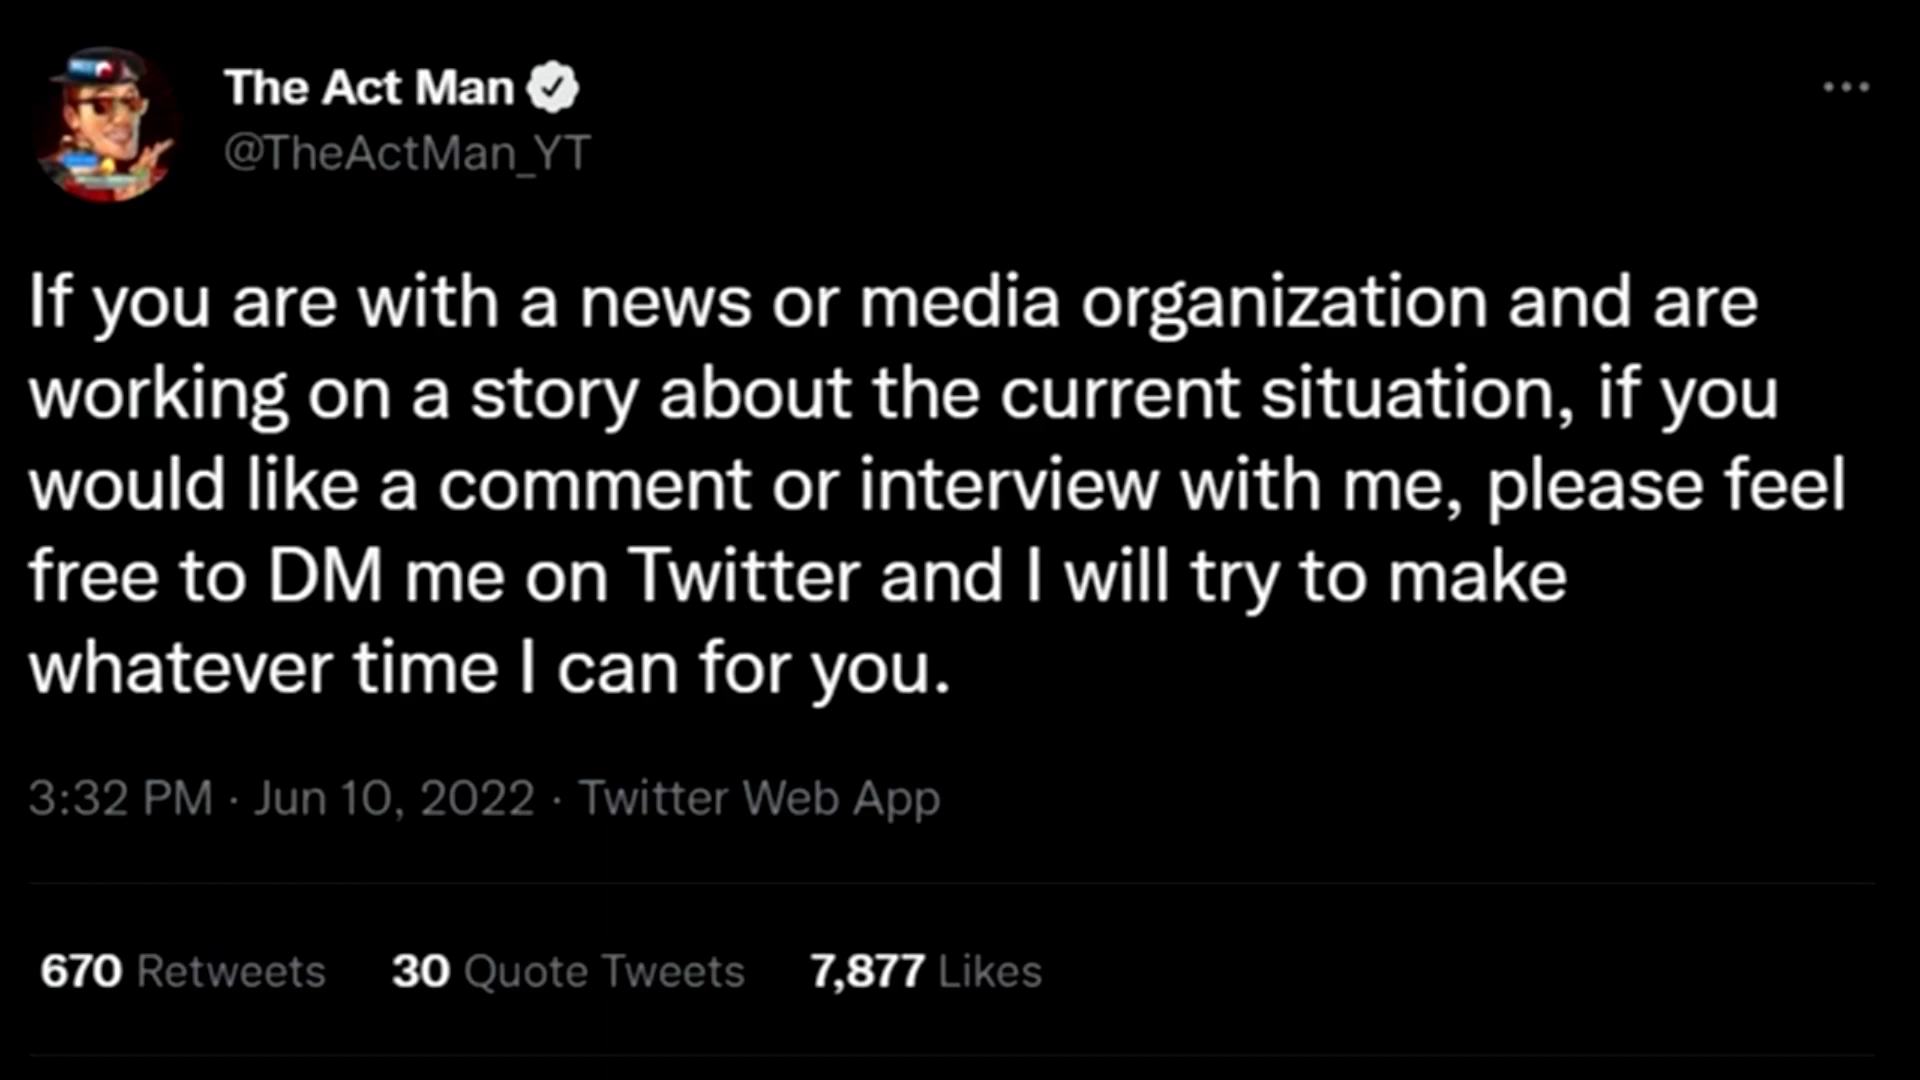 The Act Man
@TheActMan_YT
If you are with a news or media organization and are
working on a story about the current situation, if you
would like a comment or interview with me, please feel
free to DM me on Twitter and I will try to make
whatever time I can for you.
3:32 PM · Jun 10, 2022 · Twitter Web App
670 Retweets 30 Quote Tweets 7,877 Likes